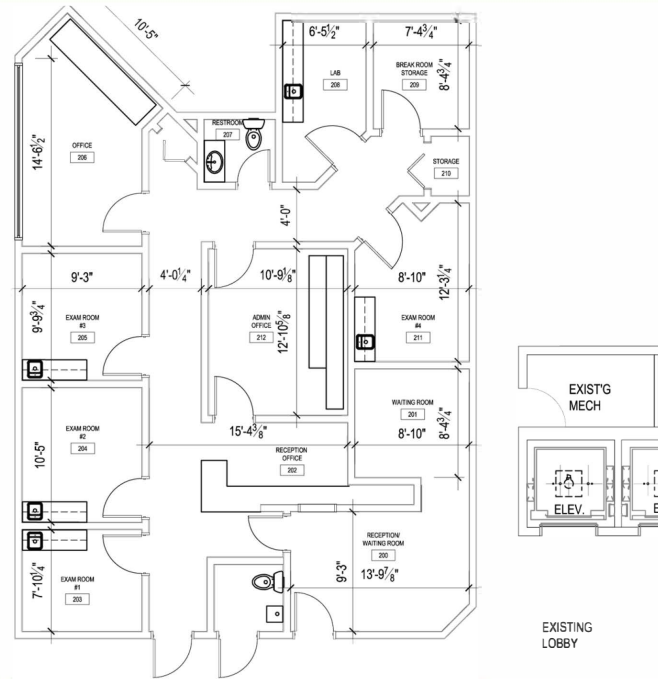 10'-5"
6'-5½"
7'-4¾"
LAB
208
BREAK ROOM
STORAGE
209
8'-4¾"
RESTROOM
207
OFFICE
206
14'-6½"
STORAGE
210
4'-0"
9'-3"
4'-0¼"
10'-9⅛"
8'-10"
12'-3¼"
9'-9¾"
EXAM ROOM
#3
205
ADMIN
OFFICE
212
12'-10⅝"
EXAM ROOM
#4
211
EXIST'G
MECH
WAITING ROOM
201
8'-10"
8'-4¾"
EXAM ROOM
#2
204
10'-5"
15'-4⅜"
RECEPTION
OFFICE
202
ELEV.
E
RECEPTION/
WAITING ROOM
200
9'-3"
13'-9⅞"
EXAM ROOM
#1
203
7'-10¼"
EXISTING
LOBBY